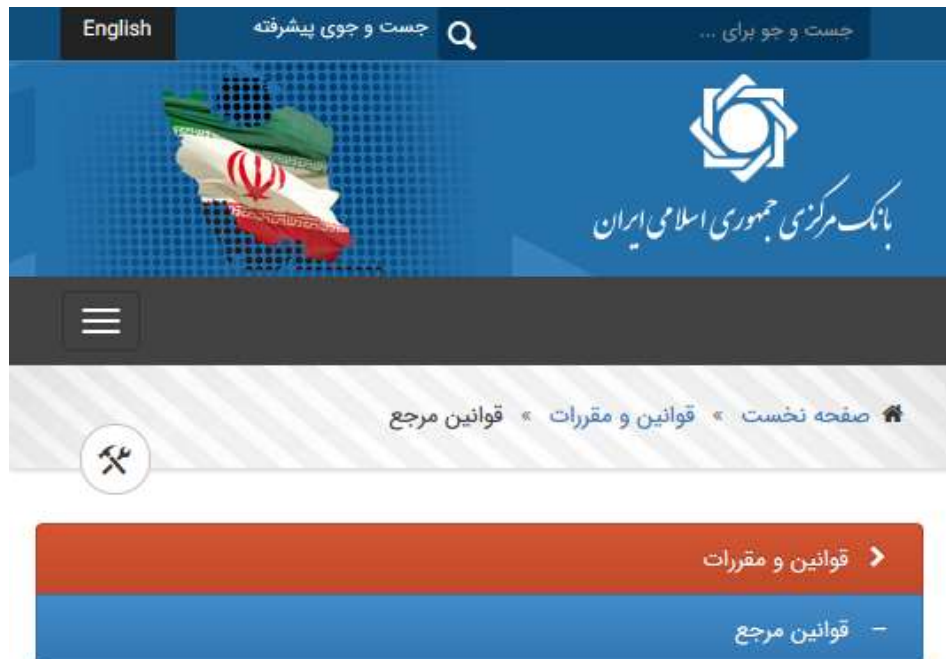 جست و جو برای ...
جست و جوی پیشرفته
English
بانک مرکزی جمهوری اسلامی ایران
صفحه نخست » قوانین و مقررات » قوانین مرجع
قوانین و مقررات
– قوانین مرجع